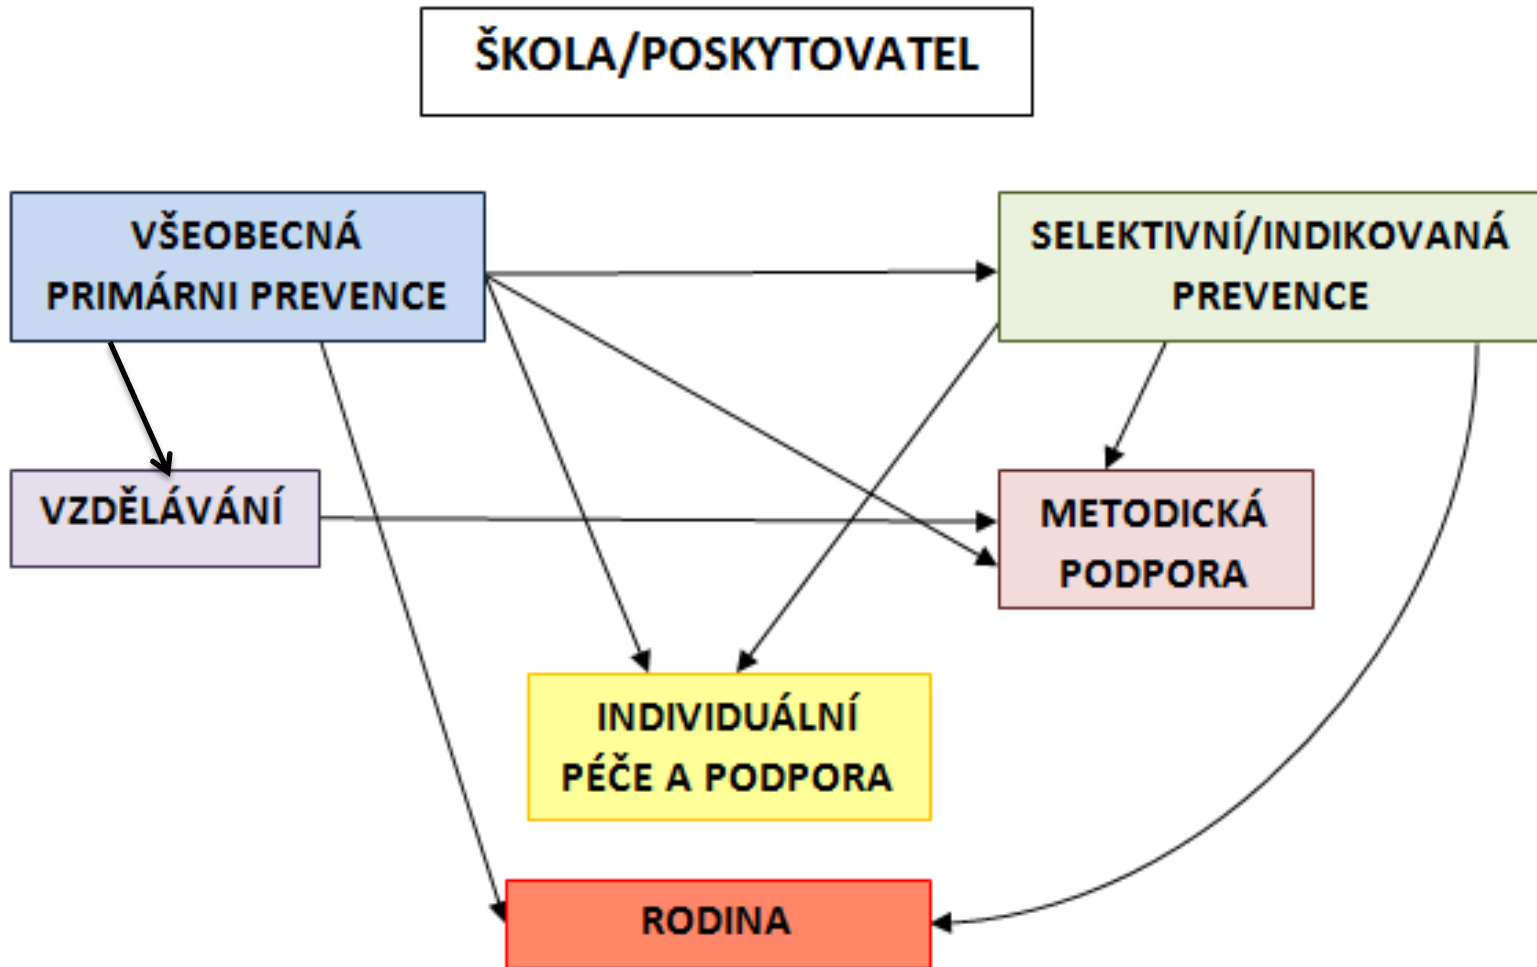 ŠKOLA/POSKYTOVATEL
VŠEOBECNÁ
PRIMÁRNI PREVENCE
SELEKTIVNÍ/INDIKOVANÁ
PREVENCE
VZDĚLÁVÁNÍ
METODICKÁ
PODPORA
INDIVIDUÁLNÍ
PÉČE A PODPORA
RODINA